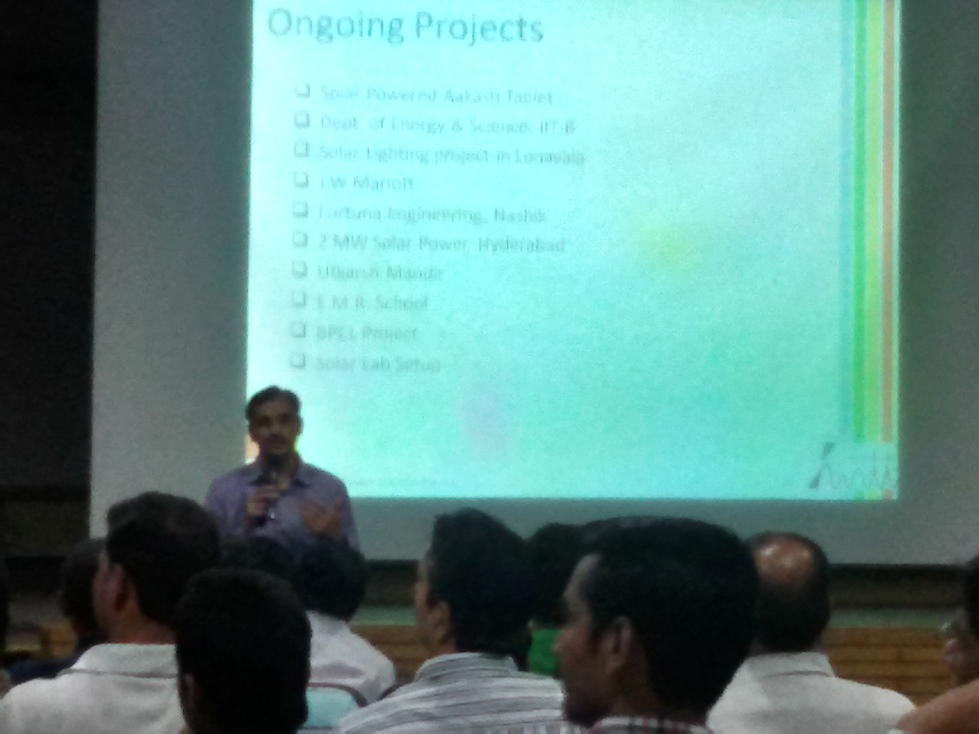 Ongoing Projects
Solar Powered Aakash Tablet
Dept. of Energy & Science, IIT-B
Solar Lighting project in Lonavala
J W Mariott
Fortuna Engineering, Nashik
2 MW Solar Power, Hyderabad
Utkarsh Mandir
E.M.R. School
BPCL Project
Solar Lab Setup